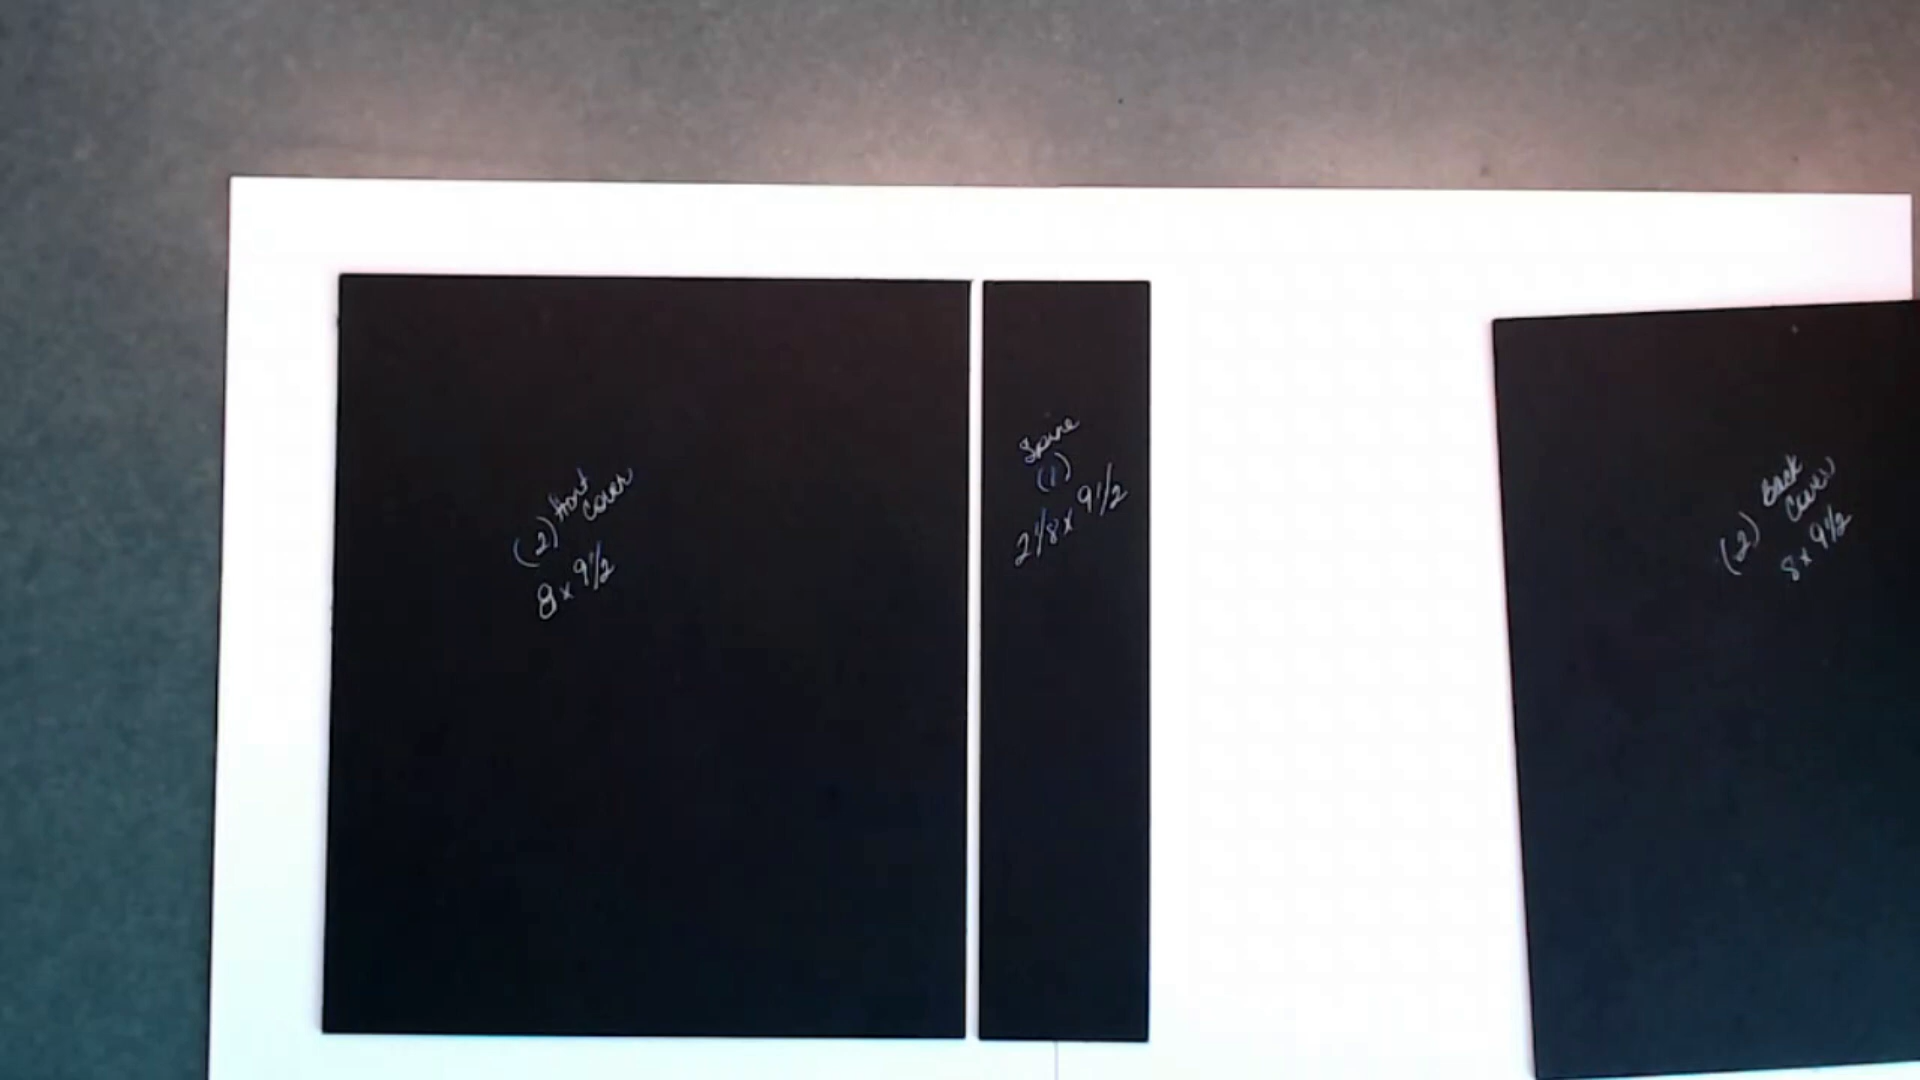 (2) Front
Cover
8 x 9 1/2
Spine
(1)
2 1/8 x 9 1/2
(2) Back
Cover
8 x 9 1/2